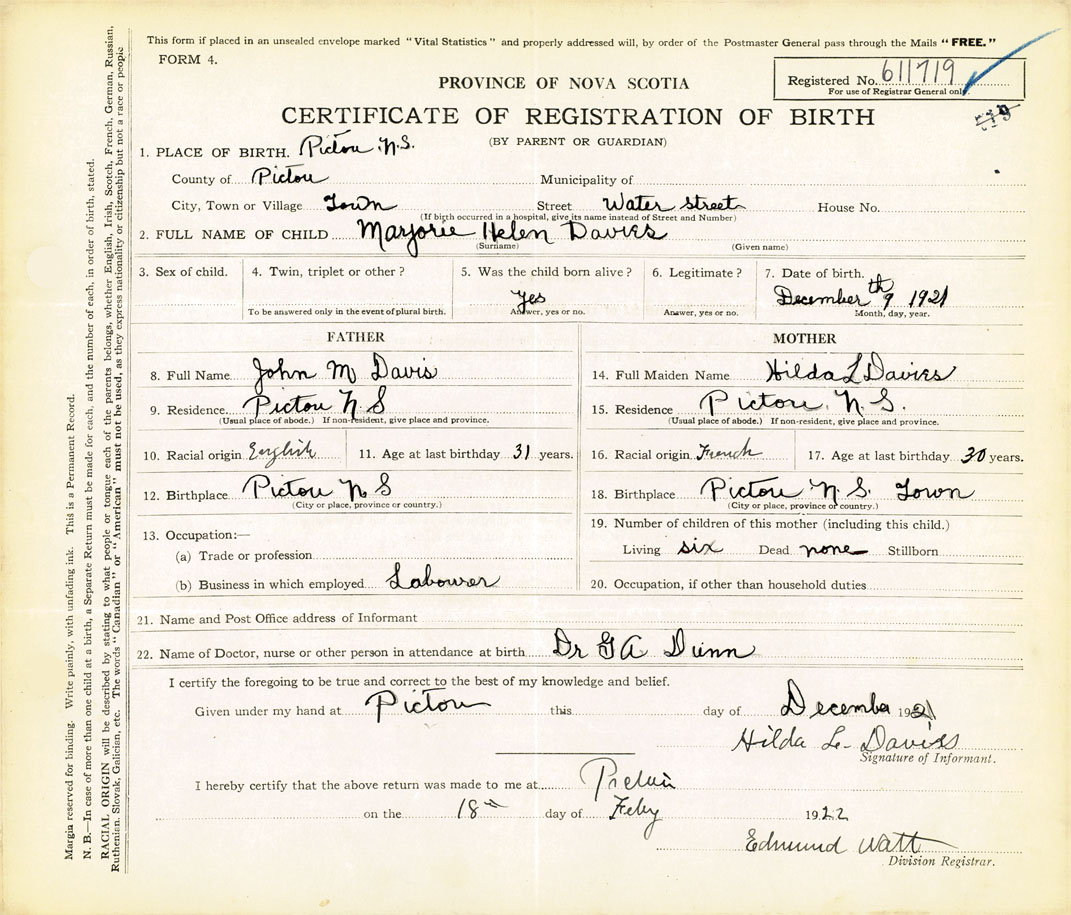 This form if placed in an unsealed envelope marked "Vital Statistics" and properly addressed will, by order of the Postmaster General pass through the Mails "FREE."
FORM 4.
PROVINCE OF NOVA SCOTIA
Registered No. 611719
For use of Registrar General only.
CERTIFICATE OF REGISTRATION OF BIRTH
(BY PARENT OR GUARDIAN)
1. PLACE OF BIRTH. Pictou N.S.
County of Pictou Municipality of
City, Town or Village Town Street Water street House No.
(If birth occurred in a hospital, give its name instead of Street and Number)
2. FULL NAME OF CHILD Marjorie Helen Davies
(Surname) (Given name)
3. Sex of child. 4. Twin, triplet or other? 5. Was the child born alive? 6. Legitimate? 7. Date of birth.
Yes December 9th 1921
To be answered only in the event of plural birth. Answer, yes or no. Answer, yes or no. Month, day, year.
FATHER
8. Full Name John M Davis
9. Residence. Pictou N S
(Usual place of abode.) If non-resident, give place and province.
10. Racial origin English 11. Age at last birthday 31 years.
12. Birthplace Pictou N S
(City or place, province or country.)
13. Occupation:—
(a) Trade or profession
(b) Business in which employed Labourer
MOTHER
14. Full Maiden Name Hilda L Davies
15. Residence Pictou, N. S.
(Usual place of abode.) If non-resident, give place and province.
16. Racial origin French 17. Age at last birthday 30 years.
18. Birthplace Pictou N. S. Town
(City or place, province or country.)
19. Number of children of this mother (including this child.)
Living six Dead none Stillborn
20. Occupation, if other than household duties
21. Name and Post Office address of Informant
22. Name of Doctor, nurse or other person in attendance at birth Dr G A Dunn
I certify the foregoing to be true and correct to the best of my knowledge and belief.
Given under my hand at Pictou this day of December 1921
Hilda L. Davies
Signature of Informant.
I hereby certify that the above return was made to me at Pictou
on the 18th day of Feby 1922
Edmund Watt
Division Registrar.
Margin reserved for binding. Write plainly, with unfading ink. This is a Permanent Record.
N. B.—In case of more than one child at a birth, a Separate Return must be made for each, and the number of each, in order of birth, stated.
RACIAL ORIGIN will be described by stating to what people or tongue each of the parents belongs, whether English, Irish, Scotch, French, German, Russian,
Ruthenian, Slovak, Galician, etc. The words "Canadian" or "American" must not be used, as they express nationality or citizenship but not a race or people